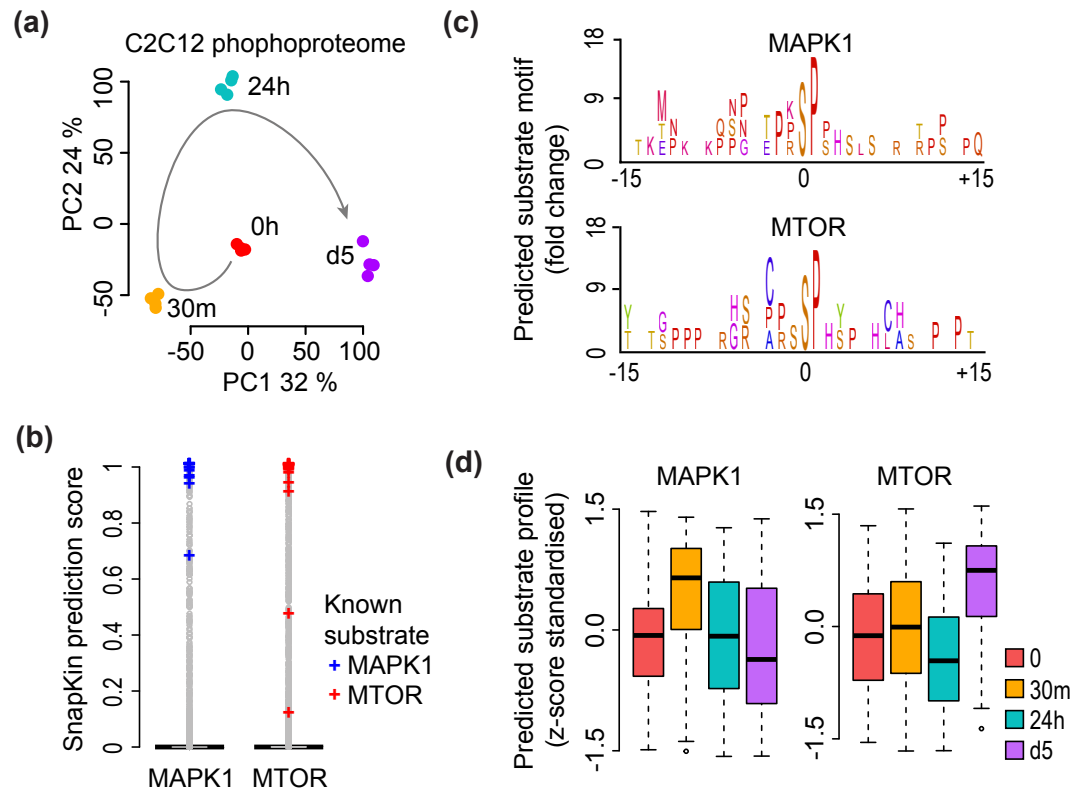 (a)
C2C12 phophoproteome
PC2 24 %
100
50
0
-50
24h
0h
d5
30m
-50
0
50
100
PC1 32 %
(b)
SnapKin prediction score
1
0.8
0.6
0.4
0.2
0
MAPK1
MTOR
Known
substrate
+ MAPK1
+ MTOR
(c)
Predicted substrate motif
(fold change)
MAPK1
18
9
0
-15
0
+15
MTOR
18
9
0
-15
0
+15
(d)
Predicted substrate profile
(z-score standardised)
MAPK1
1.5
0.0
-1.5
MTOR
1.5
0.0
-1.5
0
30m
24h
d5